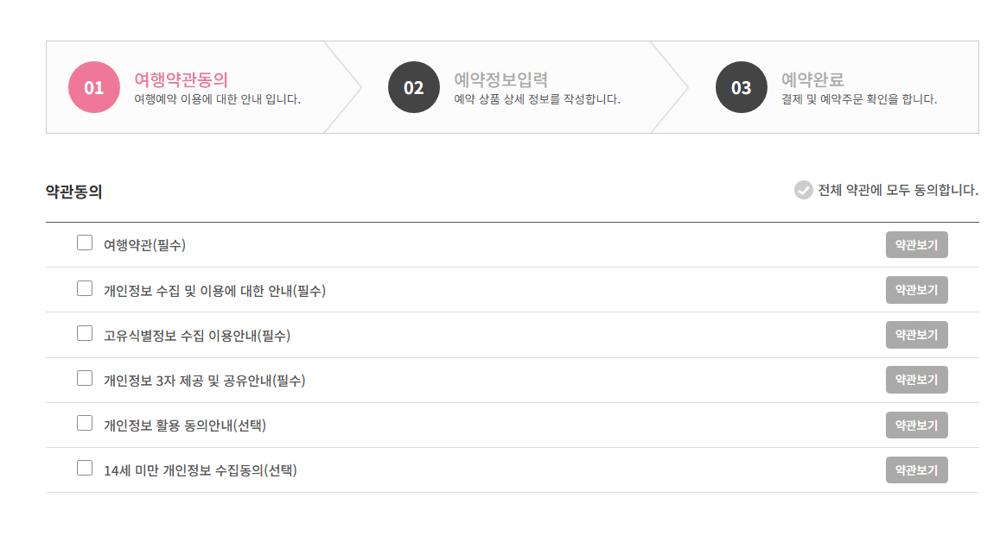 01
여행약관동의
여행예약 이용에 대한 안내 입니다.
02
예약정보입력
예약 상품 상세 정보를 작성합니다.
03
예약완료
결제 및 예약주문 확인을 합니다.
약관동의
전체 약관에 모두 동의합니다.
여행약관(필수)
약관보기
개인정보 수집 및 이용에 대한 안내(필수)
약관보기
고유식별정보 수집 이용안내(필수)
약관보기
개인정보 3자 제공 및 공유안내(필수)
약관보기
개인정보 활용 동의안내(선택)
약관보기
14세 미만 개인정보 수집동의(선택)
약관보기